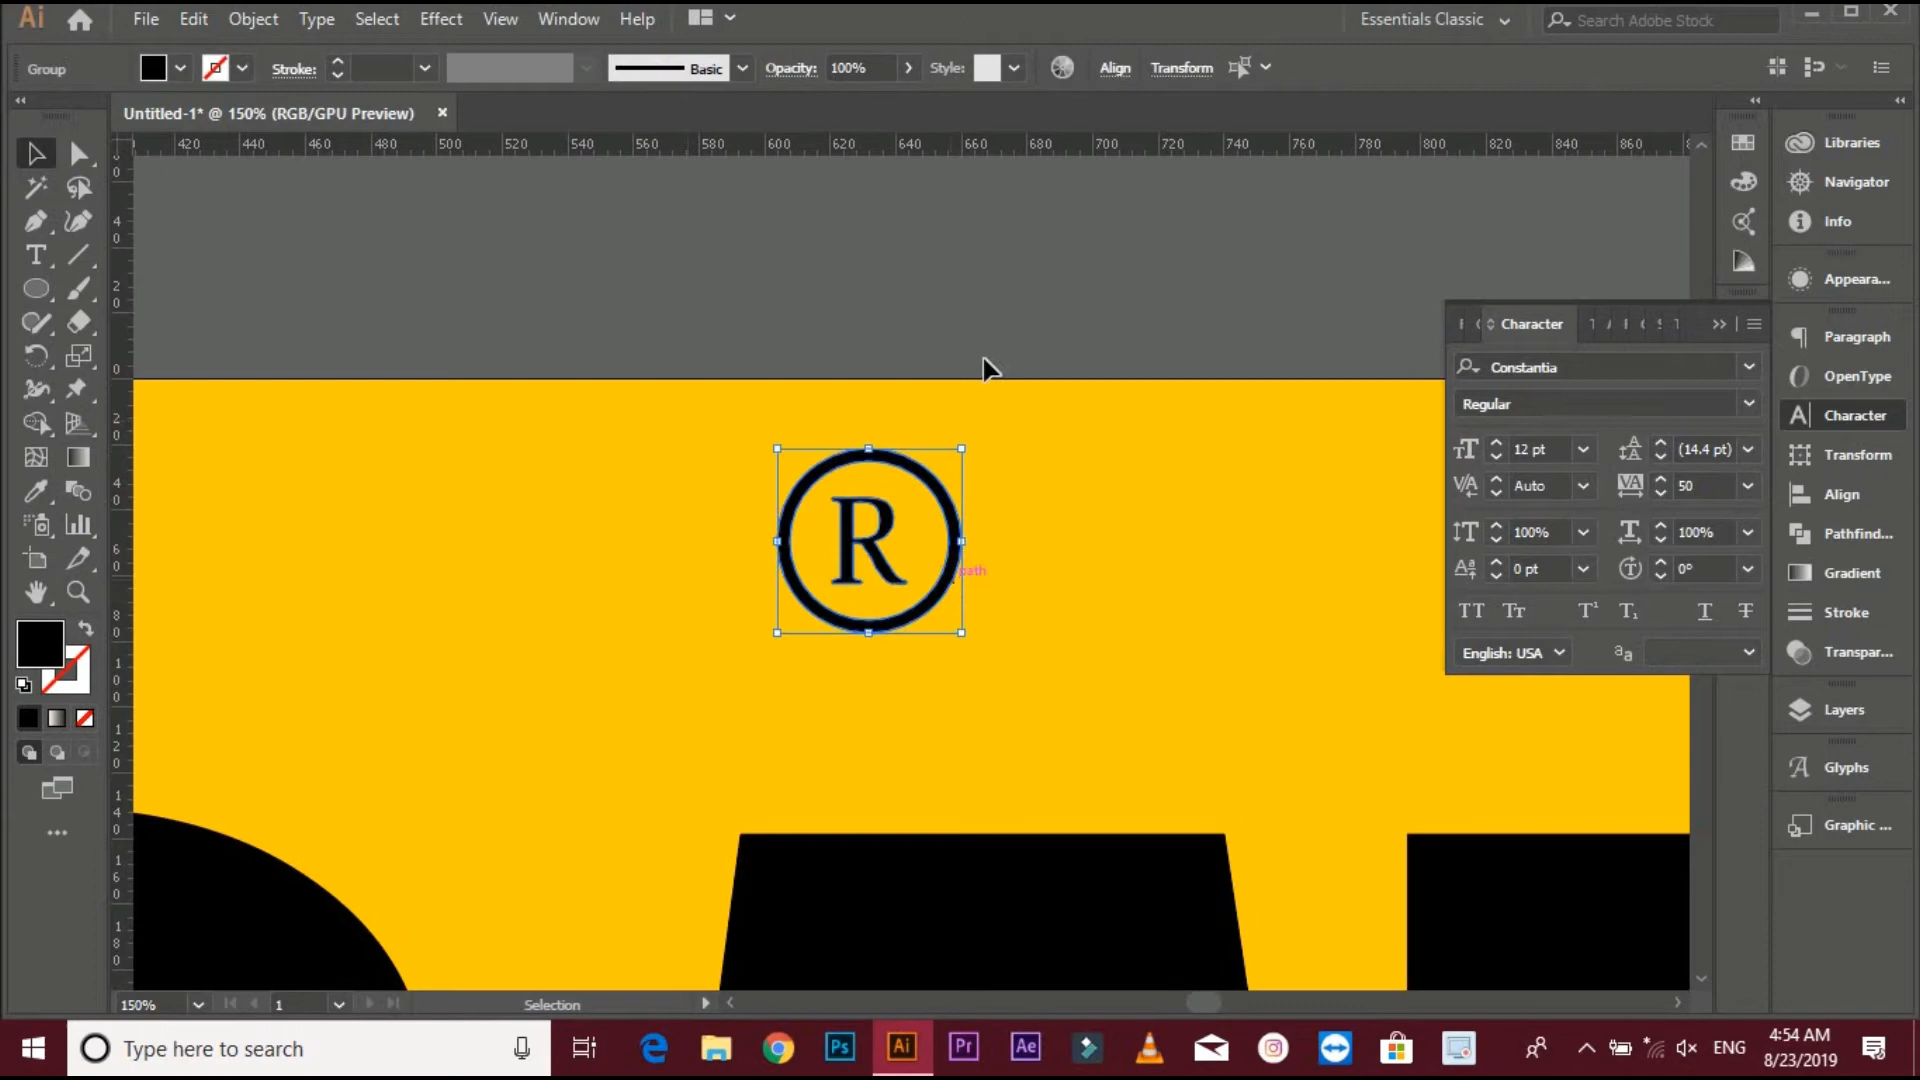 Ai File Edit Object Type Select Effect View Window Help Essentials Classic Search Adobe Stock
Group Stroke: Basic Opacity: 100% Style: Align Transform
Untitled-1* @ 150% (RGB/GPU Preview)
420 440 460 480 500 520 540 560 580 600 620 640 660 680 700 720 740 760 780 800 820 840 860
Libraries
Navigator
Info
Appeara...
Paragraph
OpenType
Character
Transform
Align
Pathfind...
Gradient
Stroke
Transpar...
Layers
Glyphs
Graphic ...
Character
Constantia
Regular
12 pt (14.4 pt)
Auto 50
100% 100%
0 pt 0°
English: USA
R
path
150% 1 Selection
Type here to search
Ps Ai Pr Ae
ENG
4:54 AM
8/23/2019